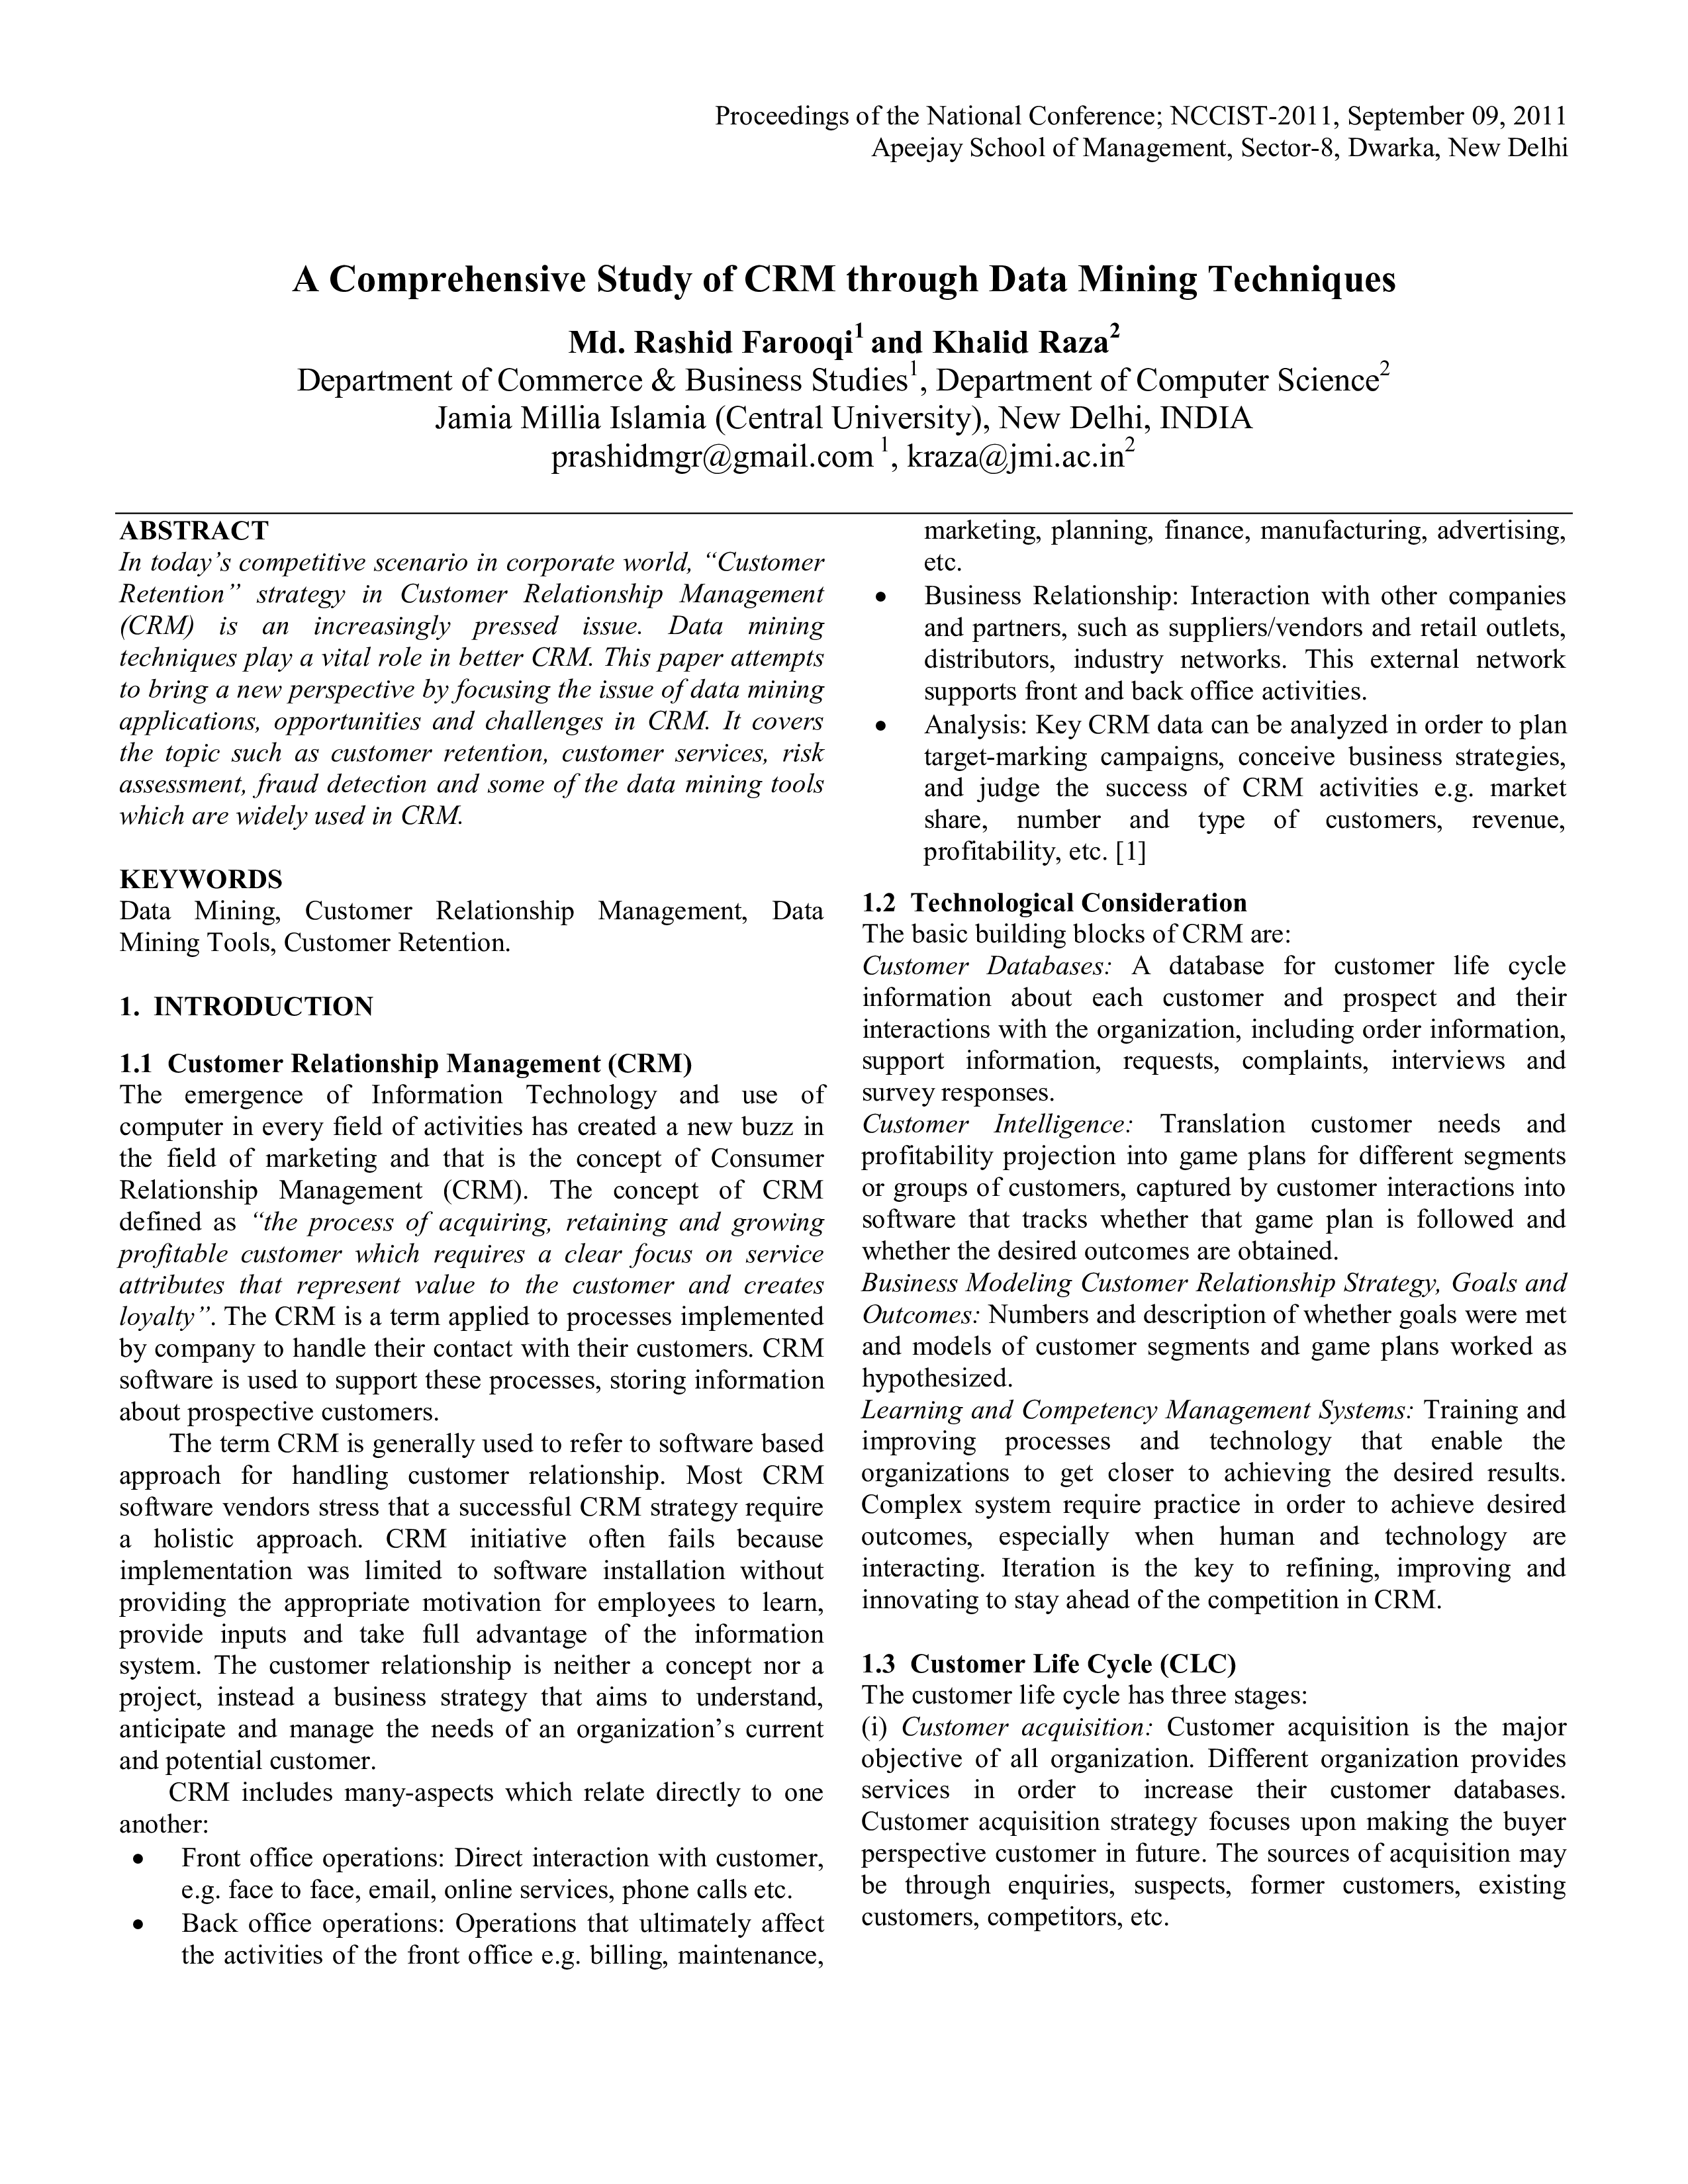 Proceedings of the National Conference; NCCIST-2011, September 09, 2011
Apeejay School of Management, Sector-8, Dwarka, New Delhi
A Comprehensive Study of CRM through Data Mining Techniques
Md. Rashid Farooqi1 and Khalid Raza2
Department of Commerce & Business Studies1, Department of Computer Science2
Jamia Millia Islamia (Central University), New Delhi, INDIA
prashidmgr@gmail.com 1, kraza@jmi.ac.in2
ABSTRACT
In today's competitive scenario in corporate world, “Customer
Retention” strategy in Customer Relationship Management
(CRM) is an increasingly pressed issue. Data mining
techniques play a vital role in better CRM. This paper attempts
to bring a new perspective by focusing the issue of data mining
applications, opportunities and challenges in CRM. It covers
the topic such as customer retention, customer services, risk
assessment, fraud detection and some of the data mining tools
which are widely used in CRM.
KEYWORDS
Data Mining, Customer Relationship Management, Data
Mining Tools, Customer Retention.
1. INTRODUCTION
1.1 Customer Relationship Management (CRM)
The emergence of Information Technology and use of
computer in every field of activities has created a new buzz in
the field of marketing and that is the concept of Consumer
Relationship Management (CRM). The concept of CRM
defined as “the process of acquiring, retaining and growing
profitable customer which requires a clear focus on service
attributes that represent value to the customer and creates
loyalty”. The CRM is a term applied to processes implemented
by company to handle their contact with their customers. CRM
software is used to support these processes, storing information
about prospective customers.
The term CRM is generally used to refer to software based
approach for handling customer relationship. Most CRM
software vendors stress that a successful CRM strategy require
a holistic approach. CRM initiative often fails because
implementation was limited to software installation without
providing the appropriate motivation for employees to learn,
provide inputs and take full advantage of the information
system. The customer relationship is neither a concept nor a
project, instead a business strategy that aims to understand,
anticipate and manage the needs of an organization's current
and potential customer.
CRM includes many-aspects which relate directly to one
another:
• Front office operations: Direct interaction with customer,
e.g. face to face, email, online services, phone calls etc.
• Back office operations: Operations that ultimately affect
the activities of the front office e.g. billing, maintenance,
marketing, planning, finance, manufacturing, advertising,
etc.
• Business Relationship: Interaction with other companies
and partners, such as suppliers/vendors and retail outlets,
distributors, industry networks. This external network
supports front and back office activities.
• Analysis: Key CRM data can be analyzed in order to plan
target-marking campaigns, conceive business strategies,
and judge the success of CRM activities e.g. market
share, number and type of customers, revenue,
profitability, etc. [1]
1.2 Technological Consideration
The basic building blocks of CRM are:
Customer Databases: A database for customer life cycle
information about each customer and prospect and their
interactions with the organization, including order information,
support information, requests, complaints, interviews and
survey responses.
Customer Intelligence: Translation customer needs and
profitability projection into game plans for different segments
or groups of customers, captured by customer interactions into
software that tracks whether that game plan is followed and
whether the desired outcomes are obtained.
Business Modeling Customer Relationship Strategy, Goals and
Outcomes: Numbers and description of whether goals were met
and models of customer segments and game plans worked as
hypothesized.
Learning and Competency Management Systems: Training and
improving processes and technology that enable the
organizations to get closer to achieving the desired results.
Complex system require practice in order to achieve desired
outcomes, especially when human and technology are
interacting. Iteration is the key to refining, improving and
innovating to stay ahead of the competition in CRM.
1.3 Customer Life Cycle (CLC)
The customer life cycle has three stages:
(i) Customer acquisition: Customer acquisition is the major
objective of all organization. Different organization provides
services in order to increase their customer databases.
Customer acquisition strategy focuses upon making the buyer
perspective customer in future. The sources of acquisition may
be through enquiries, suspects, former customers, existing
customers, competitors, etc.